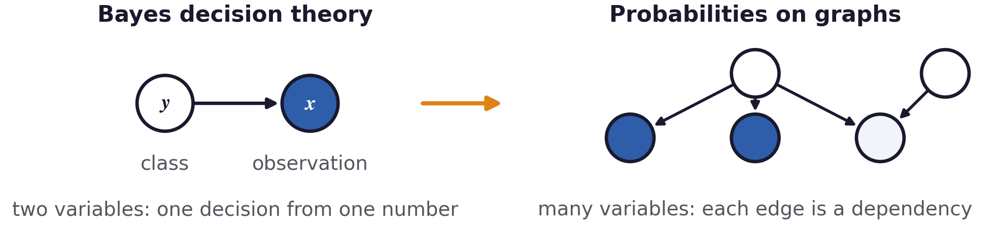 Bayes decision theory
Probabilities on graphs
y
x
class
observation
two variables: one decision from one number
many variables: each edge is a dependency